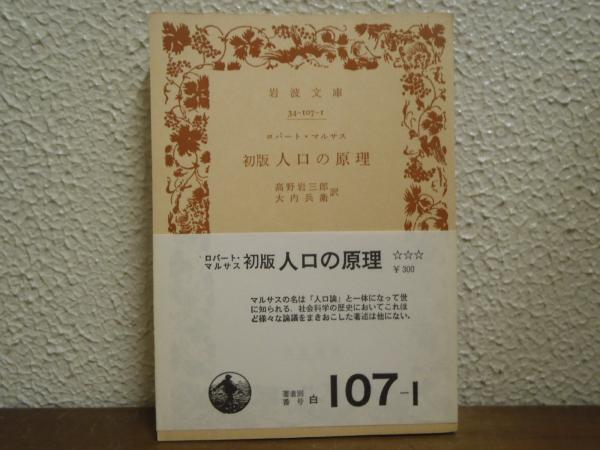 岩波文庫
34-107-1
ロバート・マルサス
初版 人口の原理
高野岩三郎
大内兵衛 訳
ロバート・
マルサス 初版 人口の原理 ☆☆☆
¥300
マルサスの名は「人口論」と一体になって世
に知られる．社会科学の歴史においてこれほ
ど様々な論議をまきおこした著述は他にない．
著者別
番号 白 107-1